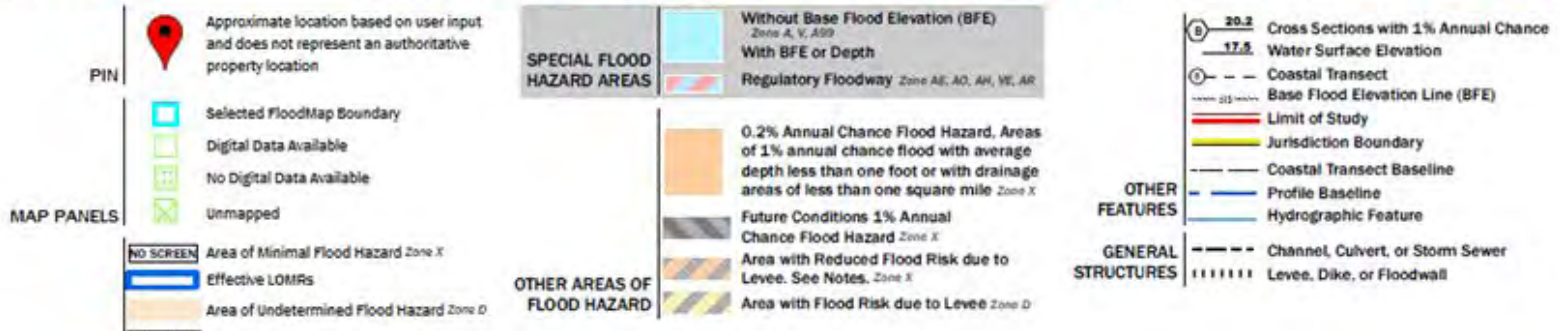 PIN
Approximate location based on user input
and does not represent an authoritative
property location
MAP PANELS
Selected FloodMap Boundary
Digital Data Available
No Digital Data Available
Unmapped
NO SCREEN Area of Minimal Flood Hazard Zone X
Effective LOMRs
Area of Undetermined Flood Hazard Zone D
SPECIAL FLOOD
HAZARD AREAS
Without Base Flood Elevation (BFE)
Zone A, V, A99
With BFE or Depth
Regulatory Floodway Zone AE, AO, AH, VE, AR
OTHER AREAS OF
FLOOD HAZARD
0.2% Annual Chance Flood Hazard, Areas
of 1% annual chance flood with average
depth less than one foot or with drainage
areas of less than one square mile Zone X
Future Conditions 1% Annual
Chance Flood Hazard Zone X
Area with Reduced Flood Risk due to
Levee. See Notes. Zone X
Area with Flood Risk due to Levee Zone D
OTHER
FEATURES
B 20.2 Cross Sections with 1% Annual Chance
17.5 Water Surface Elevation
Coastal Transect
Base Flood Elevation Line (BFE)
Limit of Study
Jurisdiction Boundary
Coastal Transect Baseline
Profile Baseline
Hydrographic Feature
GENERAL
STRUCTURES
Channel, Culvert, or Storm Sewer
Levee, Dike, or Floodwall